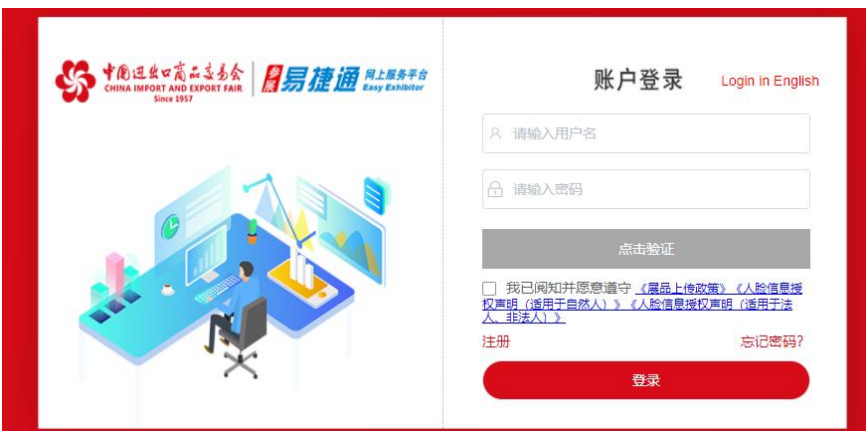 中国进出口商品交易会
CHINA IMPORT AND EXPORT FAIR
Since 1957
参展易捷通
网上服务平台
Easy Exhibitor
账户登录
Login in English
请输入用户名
请输入密码
点击验证
我已阅知并愿意遵守 《展品上传政策》《人脸信息授
权声明（适用于自然人）》《人脸信息授权声明（适用于法
人、非法人）》
注册
忘记密码?
登录